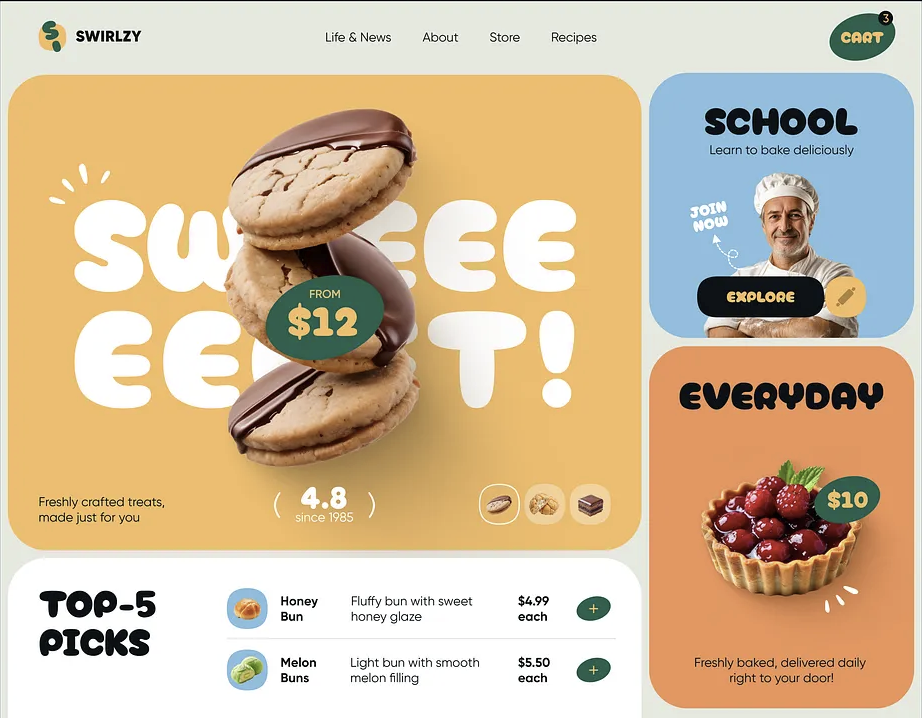 SWIRLZY
Life & News
About
Store
Recipes
CART
3
SW EEE
EE T!
FROM
$12
Freshly crafted treats,
made just for you
( 4.8 )
since 1985
SCHOOL
Learn to bake deliciously
JOIN
NOW
EXPLORE
EVERYDAY
$10
Freshly baked, delivered daily
right to your door!
TOP-5
PICKS
Honey
Bun
Fluffy bun with sweet
honey glaze
$4.99
each
+
Melon
Buns
Light bun with smooth
melon filling
$5.50
each
+